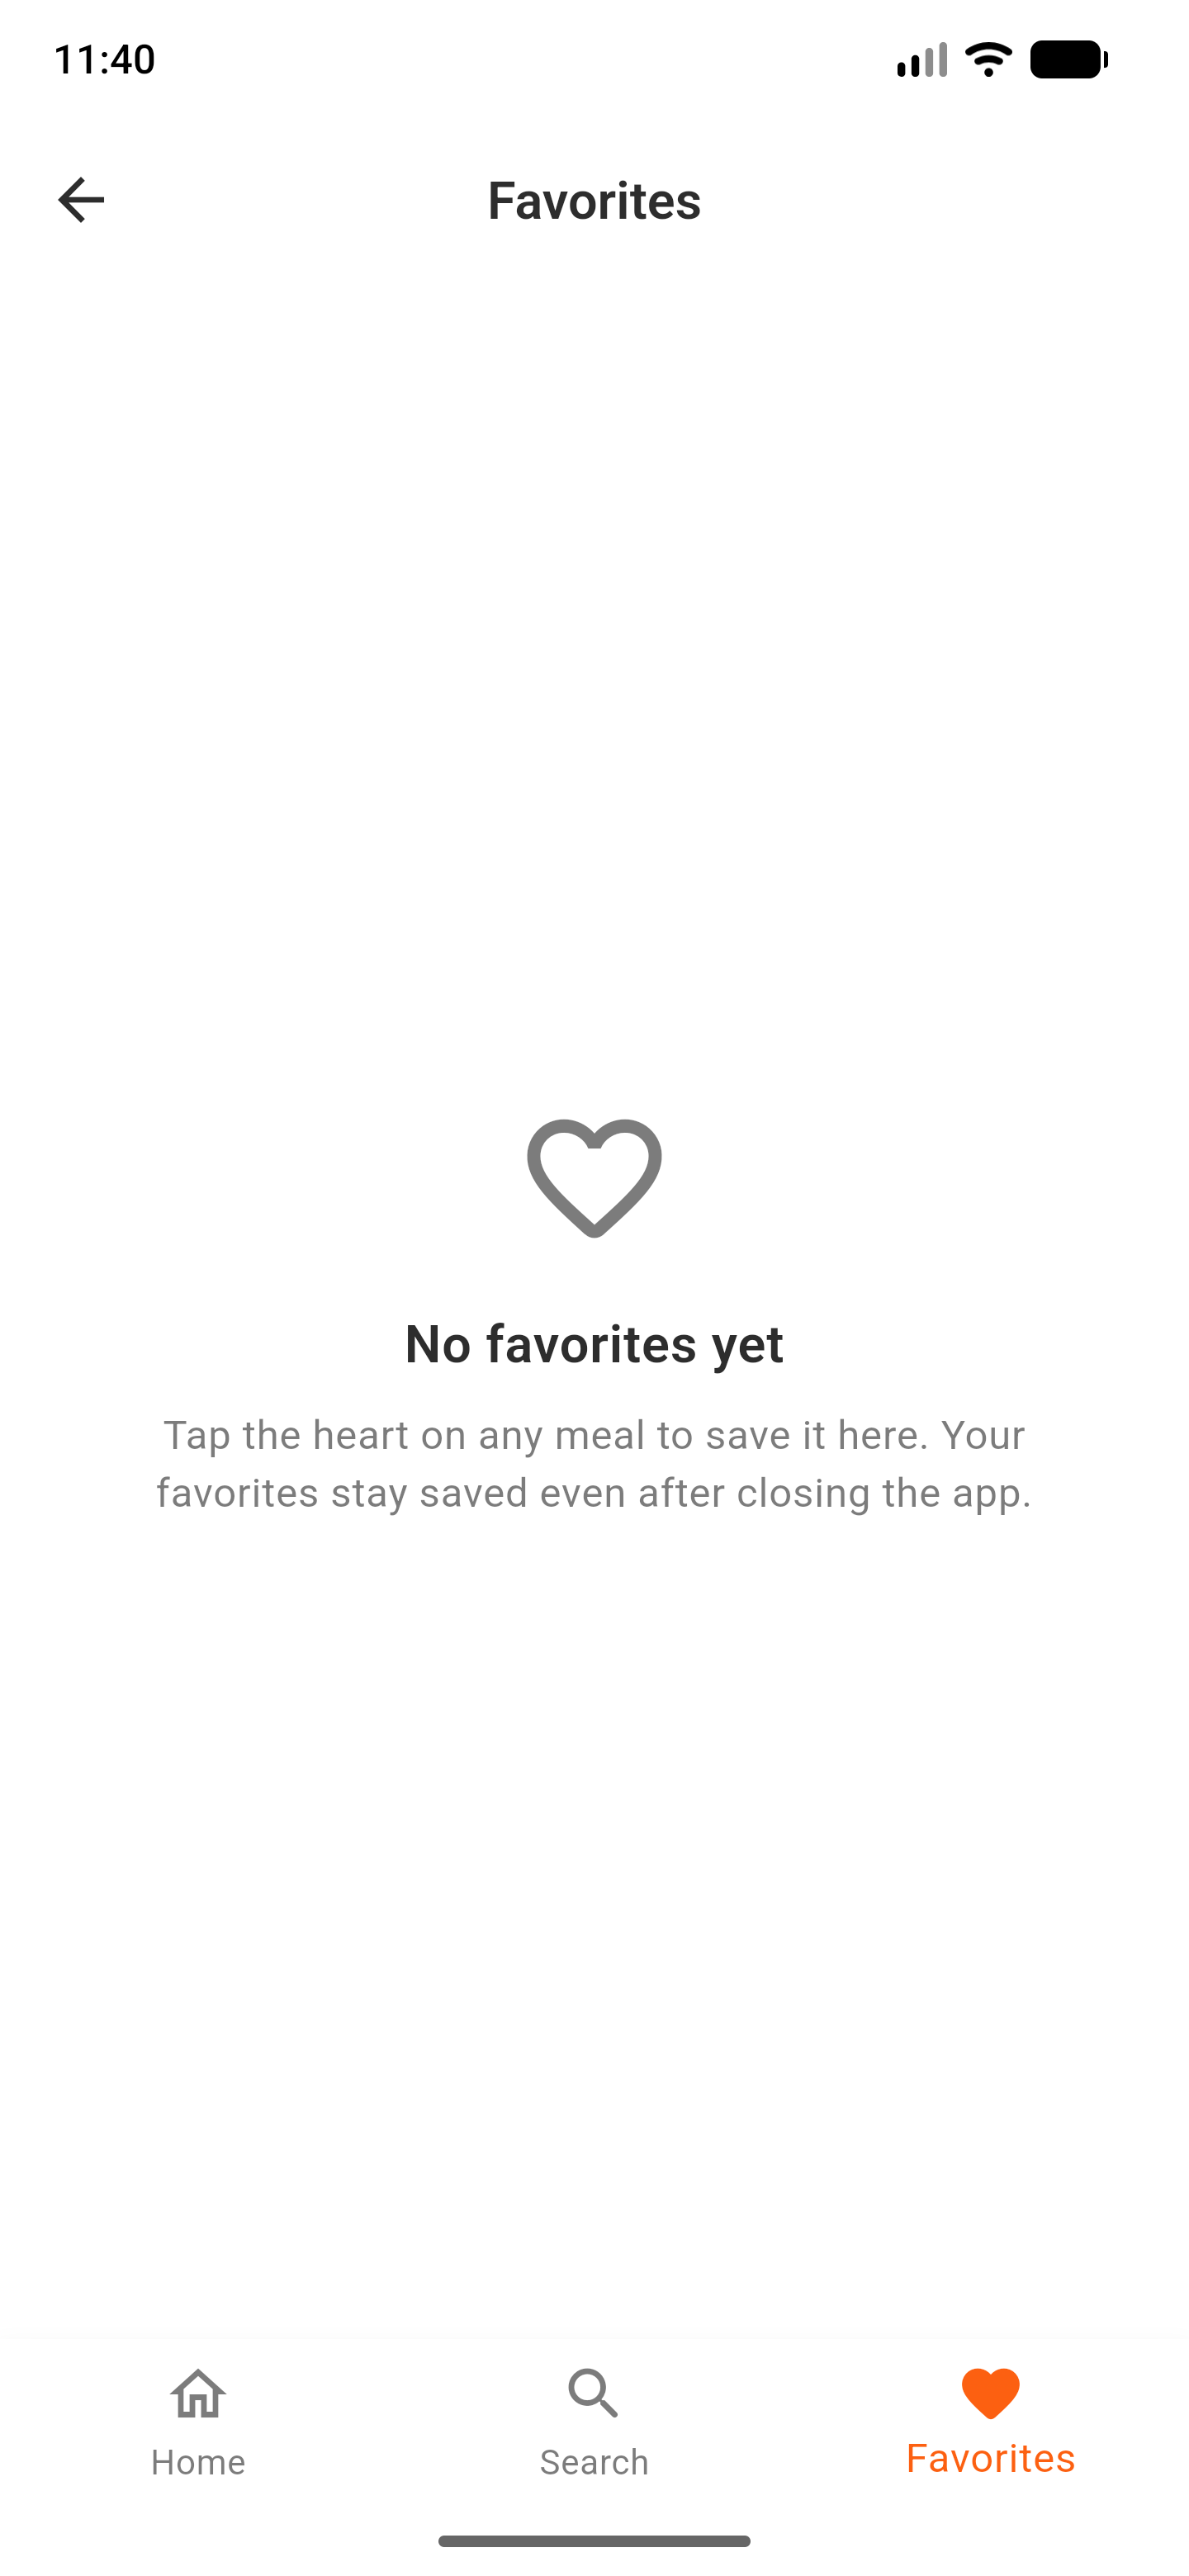 11:40
Favorites
No favorites yet
Tap the heart on any meal to save it here. Your
favorites stay saved even after closing the app.
Home
Search
Favorites